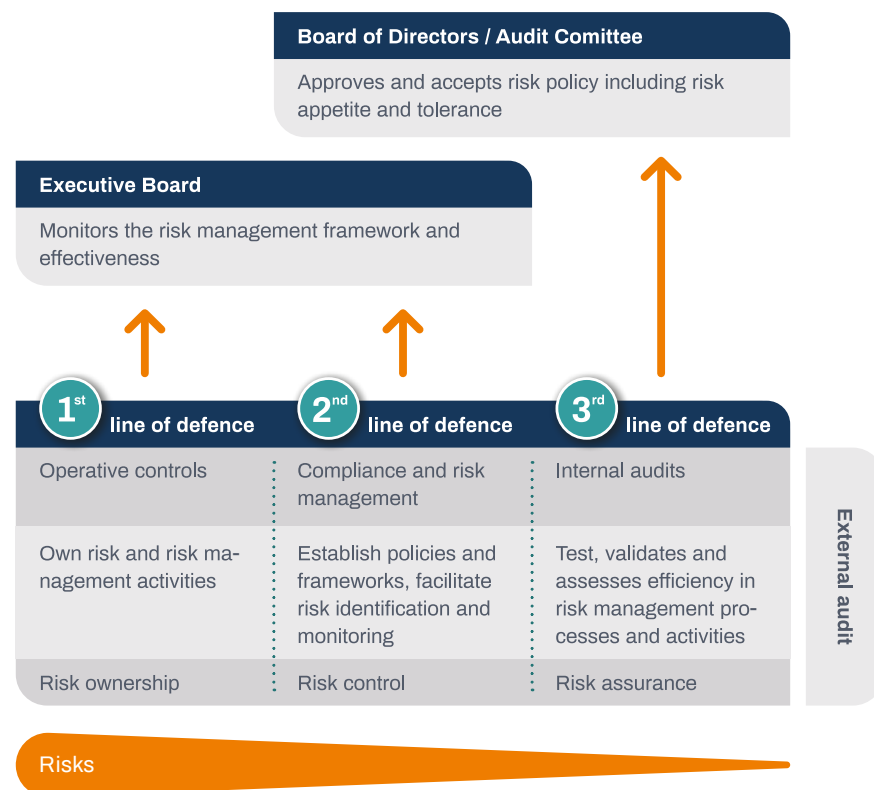 Board of Directors / Audit Comittee
Approves and accepts risk policy including risk
appetite and tolerance
Executive Board
Monitors the risk management framework and
effectiveness
1st line of defence
Operative controls
Own risk and risk ma-
nagement activities
Risk ownership
2nd line of defence
Compliance and risk
management
Establish policies and
frameworks, facilitate
risk identification and
monitoring
Risk control
3rd line of defence
Internal audits
Test, validates and
assesses efficiency in
risk management pro-
cesses and activities
Risk assurance
External audit
Risks